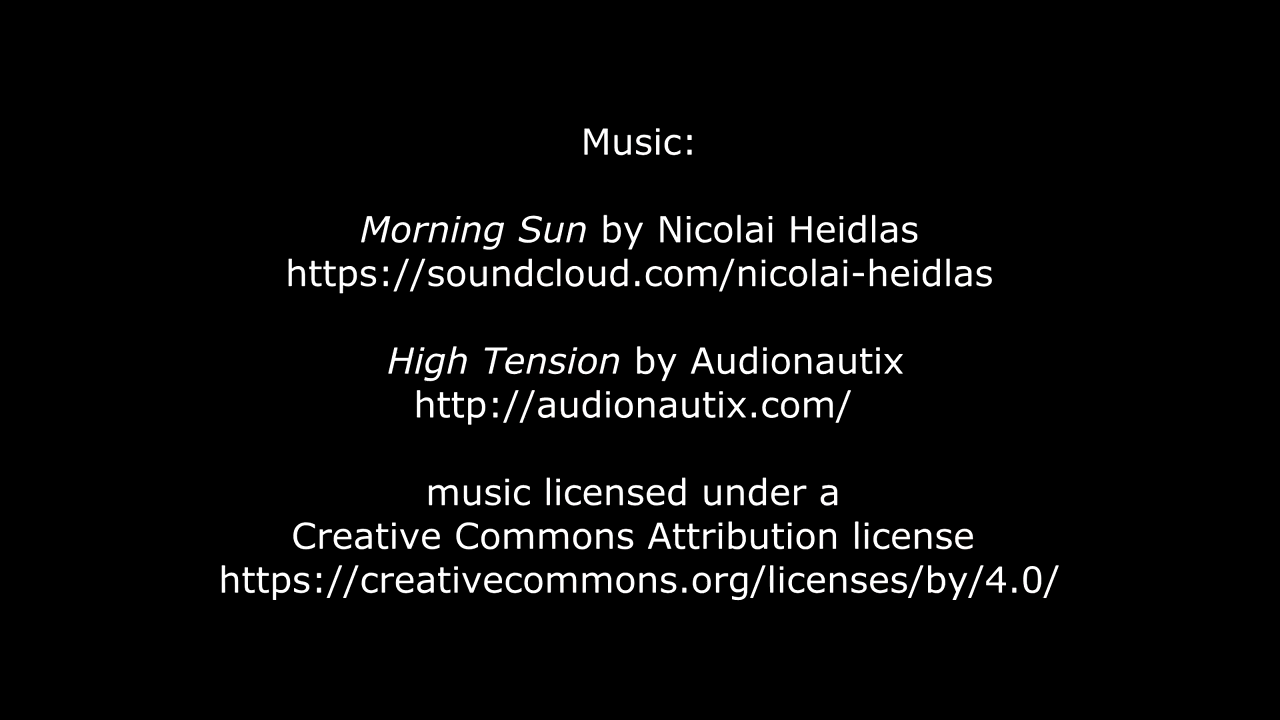 Music:
Morning Sun by Nicolai Heidlas
https://soundcloud.com/nicolai-heidlas
High Tension by Audionautix
http://audionautix.com/
music licensed under a
Creative Commons Attribution license
https://creativecommons.org/licenses/by/4.0/